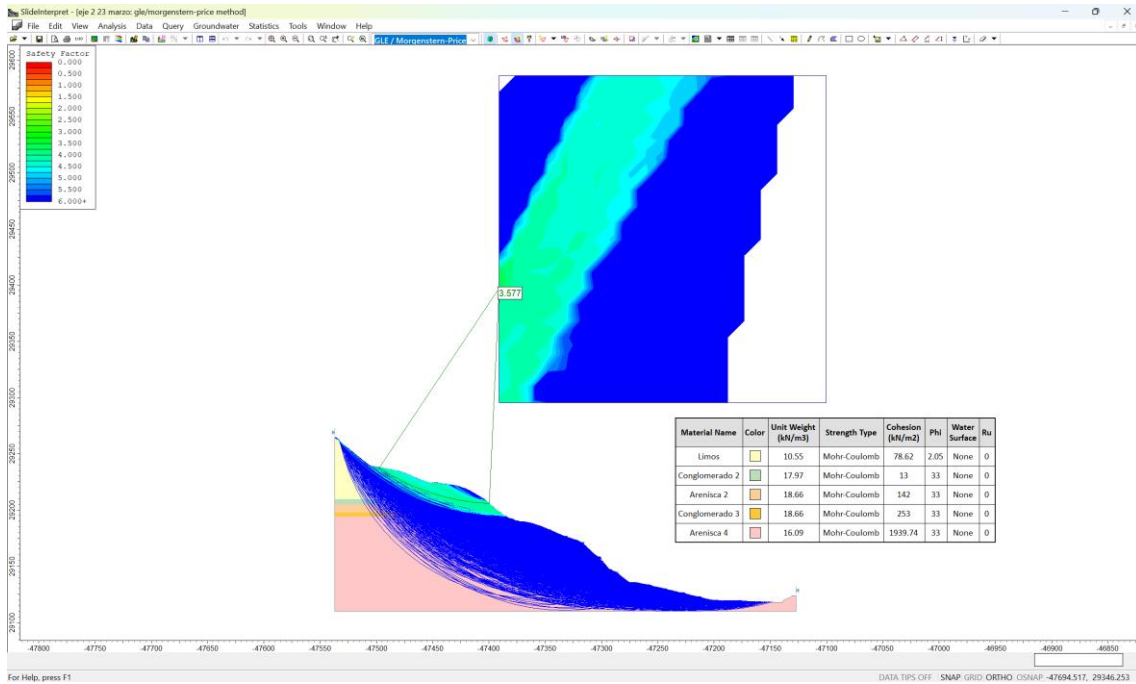 SlideInterpret - [eje 2 23 marzo: gle/morgenstern-price method]
File Edit View Analysis Data Query Groundwater Statistics Tools Window Help
GLE / Morgenstern-Price
Safety Factor
0.000
0.500
1.000
1.500
2.000
2.500
3.000
3.500
4.000
4.500
5.000
5.500
6.000+
29600
29550
29500
29450
29400
29350
29300
29250
29200
29150
29100
3.577
Material Name Color Unit Weight (kN/m3) Strength Type Cohesion (kN/m2) Phi Water Surface Ru
Limos 10.55 Mohr-Coulomb 78.62 2.05 None 0
Conglomerado 2 17.97 Mohr-Coulomb 13 33 None 0
Arenisca 2 18.66 Mohr-Coulomb 142 33 None 0
Conglomerado 3 18.66 Mohr-Coulomb 253 33 None 0
Arenisca 4 16.09 Mohr-Coulomb 1939.74 33 None 0
-47800 -47750 -47700 -47650 -47600 -47550 -47500 -47450 -47400 -47350 -47300 -47250 -47200 -47150 -47100 -47050 -47000 -46950 -46900 -46850
For Help, press F1
DATA TIPS OFF SNAP GRID ORTHO OSNAP -47694.517, 29346.253